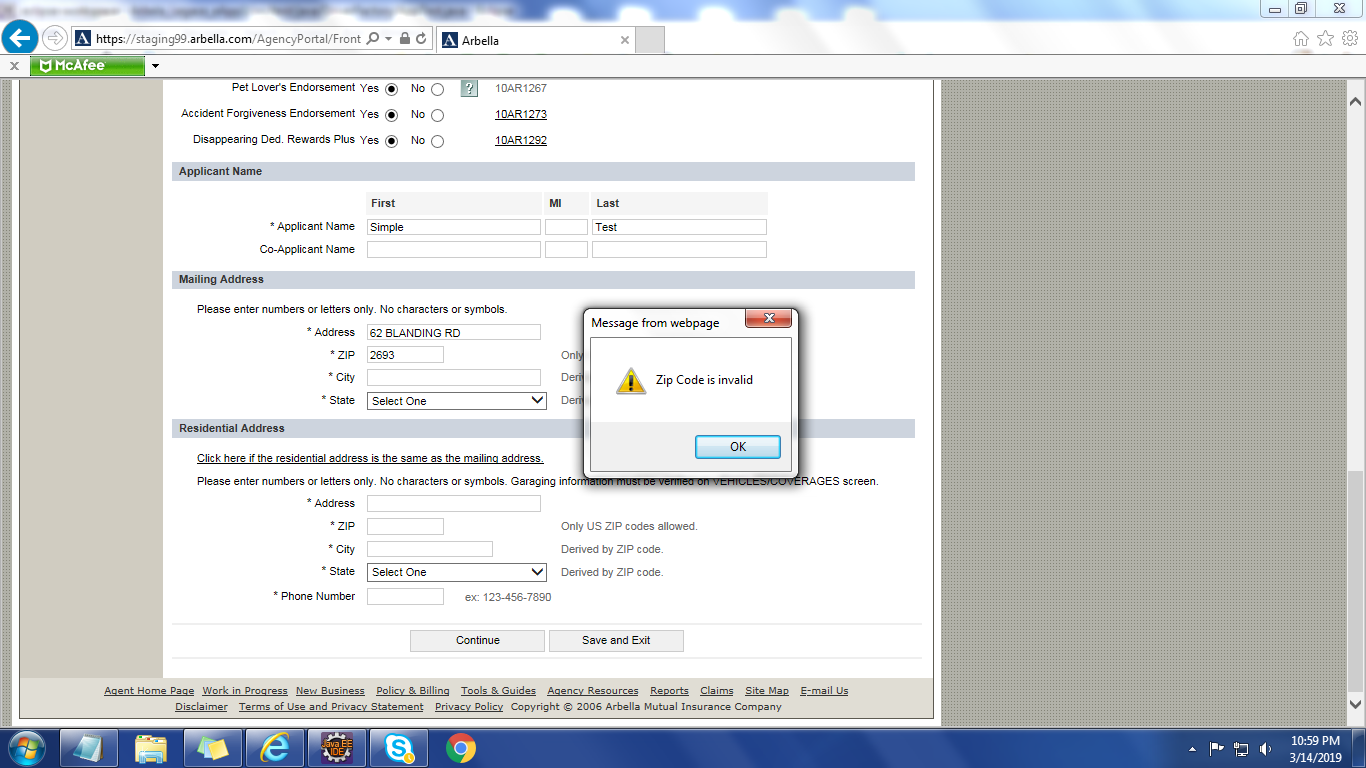 https://staging99.arbella.com/AgencyPortal/Front
Arbella
McAfee
Pet Lover's Endorsement Yes No ? 10AR1267
Accident Forgiveness Endorsement Yes No 10AR1273
Disappearing Ded. Rewards Plus Yes No 10AR1292
Applicant Name
First MI Last
* Applicant Name Simple Test
Co-Applicant Name
Mailing Address
Please enter numbers or letters only. No characters or symbols.
* Address 62 BLANDING RD
* ZIP 2693 Only
* City Deri
* State Select One Deri
Message from webpage
Zip Code is invalid
OK
Residential Address
Click here if the residential address is the same as the mailing address.
Please enter numbers or letters only. No characters or symbols. Garaging information must be verified on VEHICLES/COVERAGES screen.
* Address
* ZIP Only US ZIP codes allowed.
* City Derived by ZIP code.
* State Select One Derived by ZIP code.
* Phone Number ex: 123-456-7890
Continue Save and Exit
Agent Home Page Work in Progress New Business Policy & Billing Tools & Guides Agency Resources Reports Claims Site Map E-mail Us
Disclaimer Terms of Use and Privacy Statement Privacy Policy Copyright © 2006 Arbella Mutual Insurance Company
Java EE
IDE
10:59 PM
3/14/2019